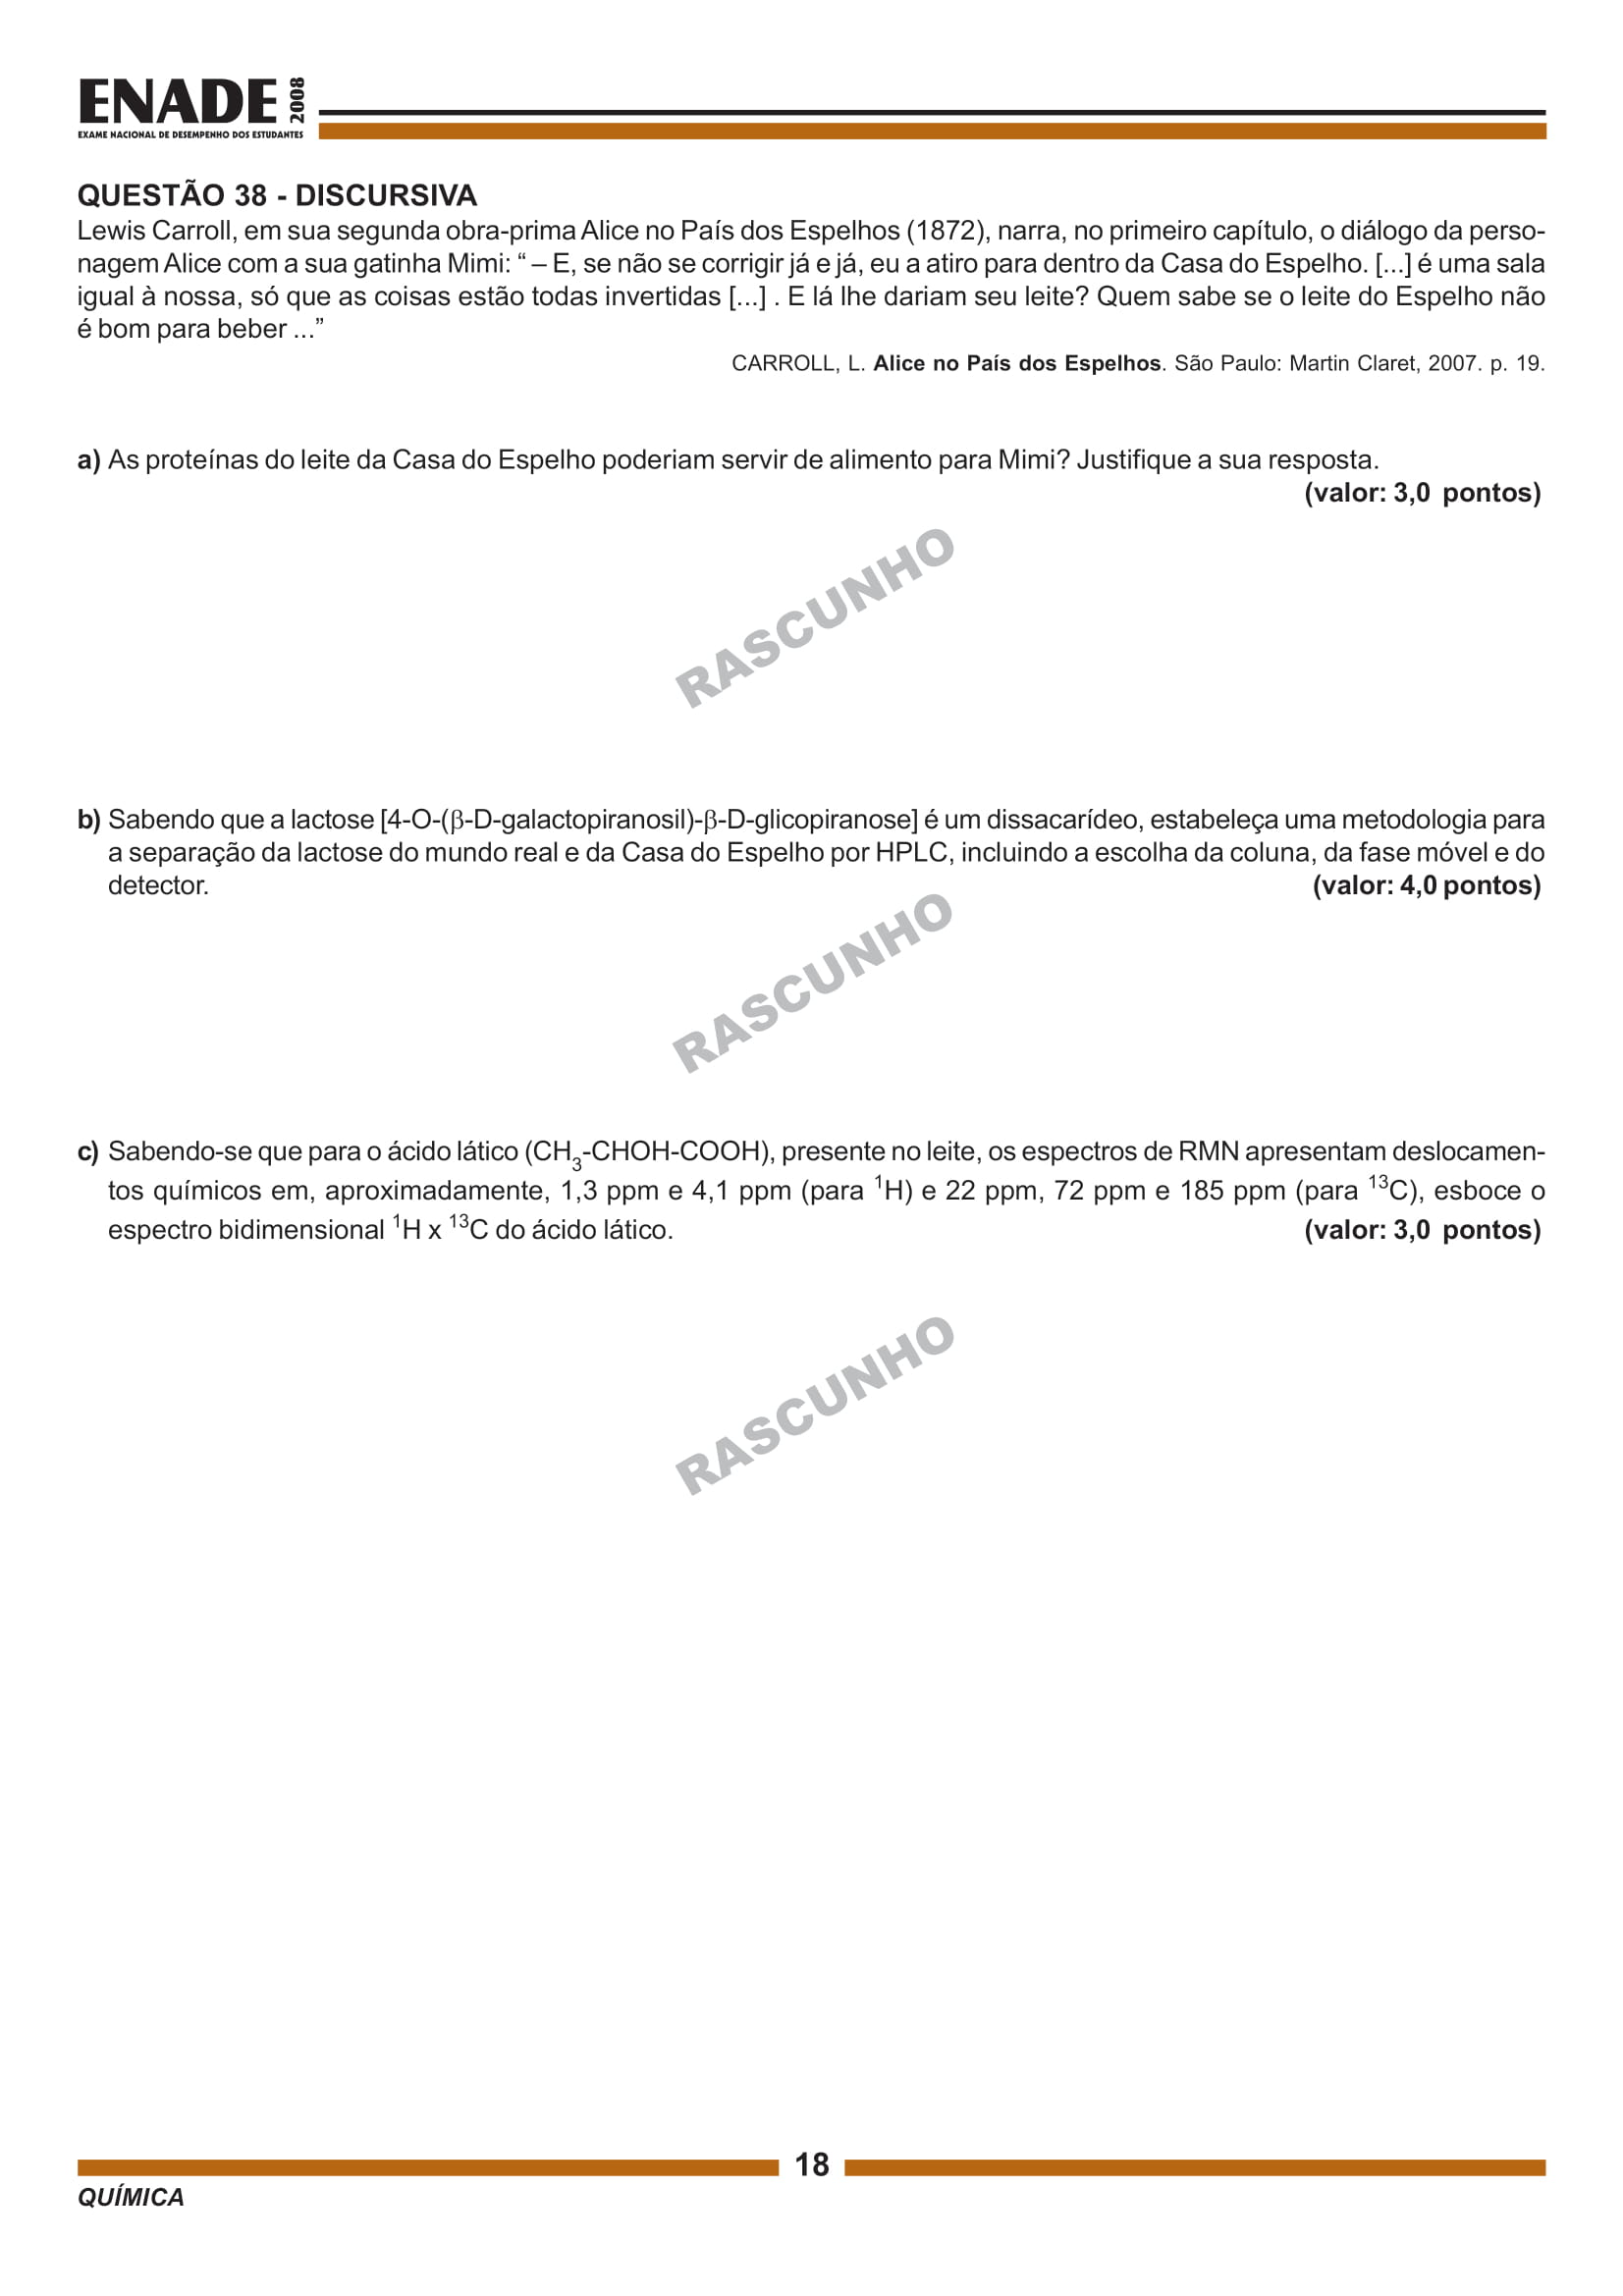 ENADE 2008
EXAME NACIONAL DE DESEMPENHO DOS ESTUDANTES
QUESTÃO 38 - DISCURSIVA
Lewis Carroll, em sua segunda obra-prima Alice no País dos Espelhos (1872), narra, no primeiro capítulo, o diálogo da perso-
nagem Alice com a sua gatinha Mimi: “ – E, se não se corrigir já e já, eu a atiro para dentro da Casa do Espelho. [...] é uma sala
igual à nossa, só que as coisas estão todas invertidas [...] . E lá lhe dariam seu leite? Quem sabe se o leite do Espelho não
é bom para beber ...”
CARROLL, L. Alice no País dos Espelhos. São Paulo: Martin Claret, 2007. p. 19.
a) As proteínas do leite da Casa do Espelho poderiam servir de alimento para Mimi? Justifique a sua resposta.
(valor: 3,0 pontos)
RASCUNHO
b) Sabendo que a lactose [4-O-(β-D-galactopiranosil)-β-D-glicopiranose] é um dissacarídeo, estabeleça uma metodologia para
a separação da lactose do mundo real e da Casa do Espelho por HPLC, incluindo a escolha da coluna, da fase móvel e do
detector. (valor: 4,0 pontos)
RASCUNHO
c) Sabendo-se que para o ácido lático (CH3-CHOH-COOH), presente no leite, os espectros de RMN apresentam deslocamen-
tos químicos em, aproximadamente, 1,3 ppm e 4,1 ppm (para 1H) e 22 ppm, 72 ppm e 185 ppm (para 13C), esboce o
espectro bidimensional 1H x 13C do ácido lático. (valor: 3,0 pontos)
RASCUNHO
18
QUÍMICA